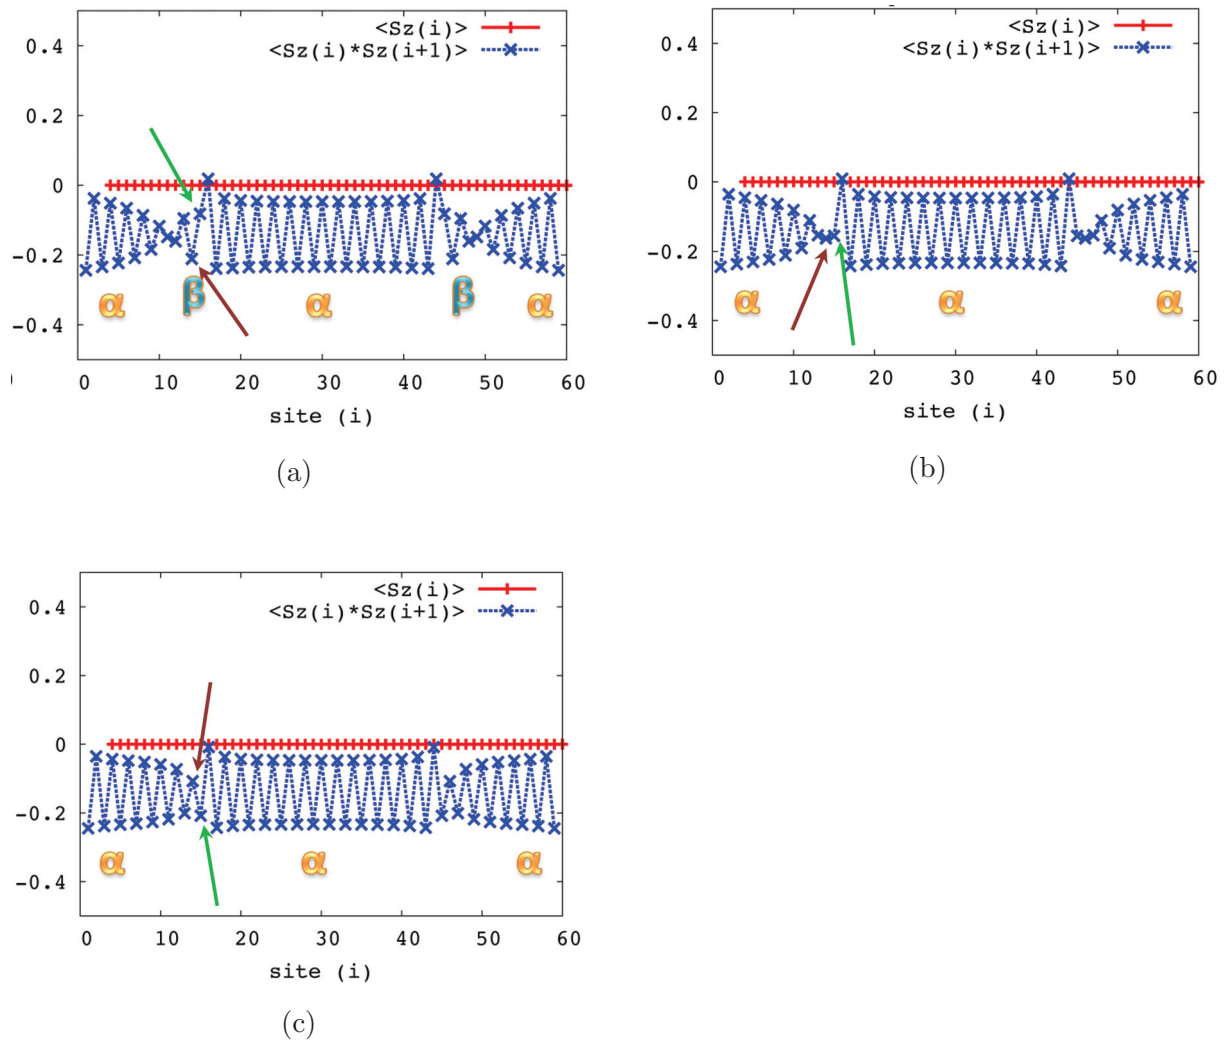 <Sz(i)>
<Sz(i)*Sz(i+1)>
0.4
0.2
0
-0.2
-0.4
α β α β α
0 10 20 30 40 50 60
site (i)
(a)
<Sz(i)>
<Sz(i)*Sz(i+1)>
0.4
0.2
0
-0.2
-0.4
α α α
0 10 20 30 40 50 60
site (i)
(b)
<Sz(i)>
<Sz(i)*Sz(i+1)>
0.4
0.2
0
-0.2
-0.4
α α α
0 10 20 30 40 50 60
site (i)
(c)